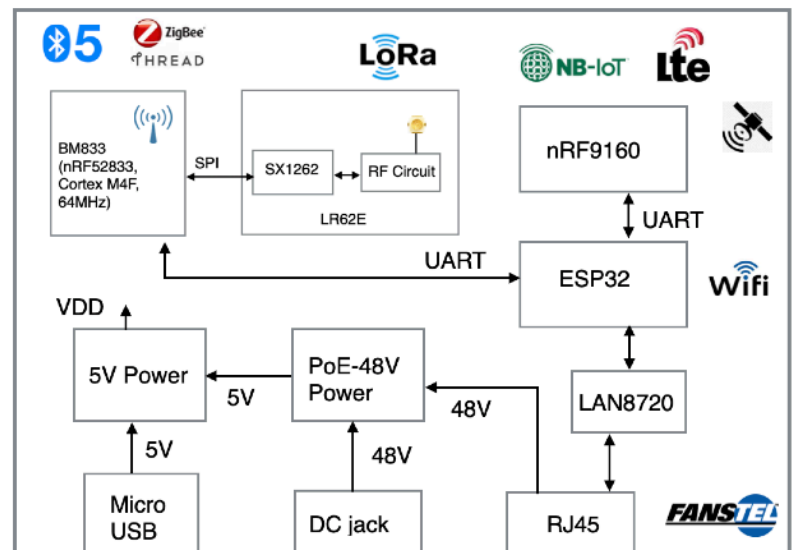 5
ZigBee
THREAD
LoRa
NB-IoT
Lte
BM833
(nRF52833,
Cortex M4F,
64MHz)
SPI
SX1262
RF Circuit
LR62E
nRF9160
UART
UART
ESP32
Wifi
VDD
5V Power
5V
PoE-48V
Power
48V
LAN8720
5V
48V
Micro
USB
DC jack
RJ45
FANSTEL